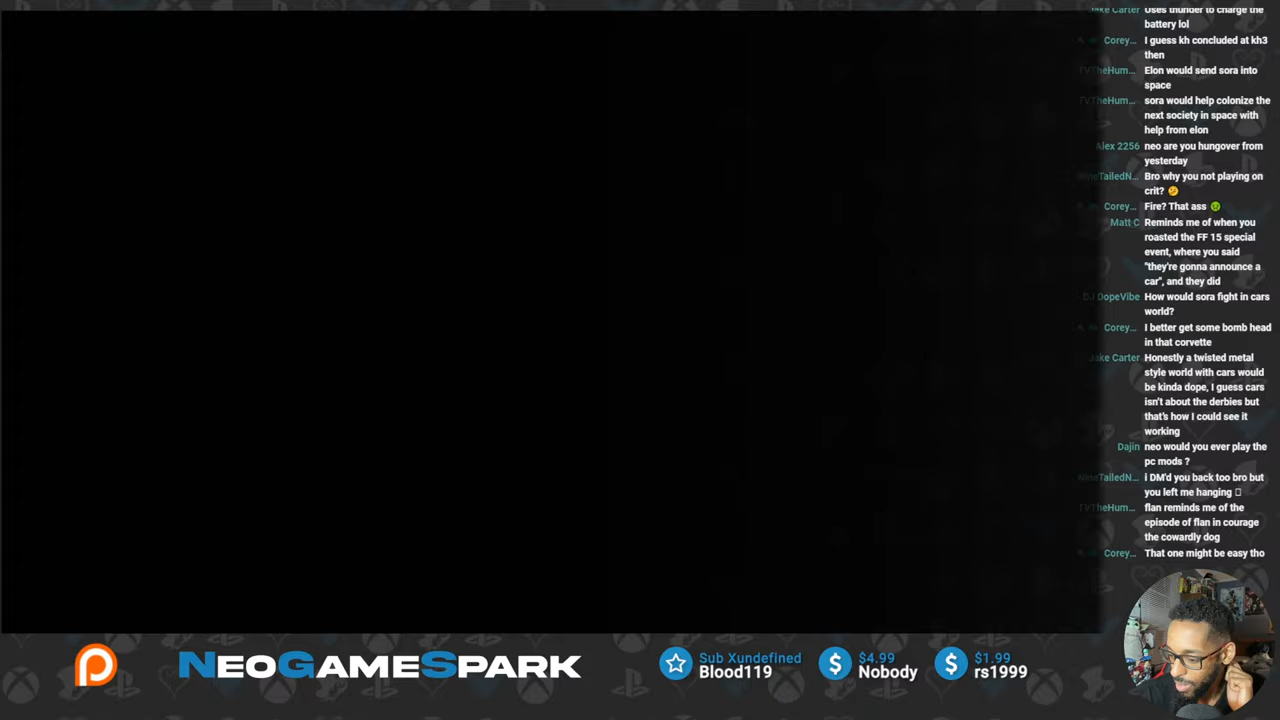 Jake Carter Uses thunder to charge the
battery lol
Corey... I guess kh concluded at kh3
then
TVTheHum... Elon would send sora into
space
TVTheHum... sora would help colonize the
next society in space with
help from elon
Alex 2256 neo are you hungover from
yesterday
NineTailedN... Bro why you not playing on
crit? 🤔
Corey... Fire? That ass 🤢
Matt C Reminds me of when you
roasted the FF 15 special
event, where you said
"they're gonna announce a
car", and they did
DJ DopeVibe How would sora fight in cars
world?
Corey... I better get some bomb head
in that corvette
Jake Carter Honestly a twisted metal
style world with cars would
be kinda dope, I guess cars
isn't about the derbies but
that's how I could see it
working
Dajin neo would you ever play the
pc mods ?
NineTailedN... i DM'd you back too bro but
you left me hanging
TVTheHum... flan reminds me of the
episode of flan in courage
the cowardly dog
Corey... That one might be easy tho
NEOGAMESPARK
Sub Xundefined
Blood119
$4.99
Nobody
$1.99
rs1999